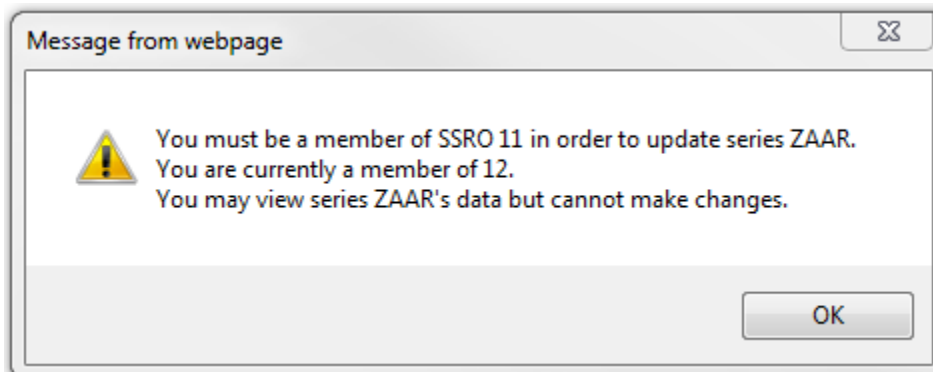 Message from webpage
You must be a member of SSRO 11 in order to update series ZAAR.
You are currently a member of 12.
You may view series ZAAR's data but cannot make changes.
OK